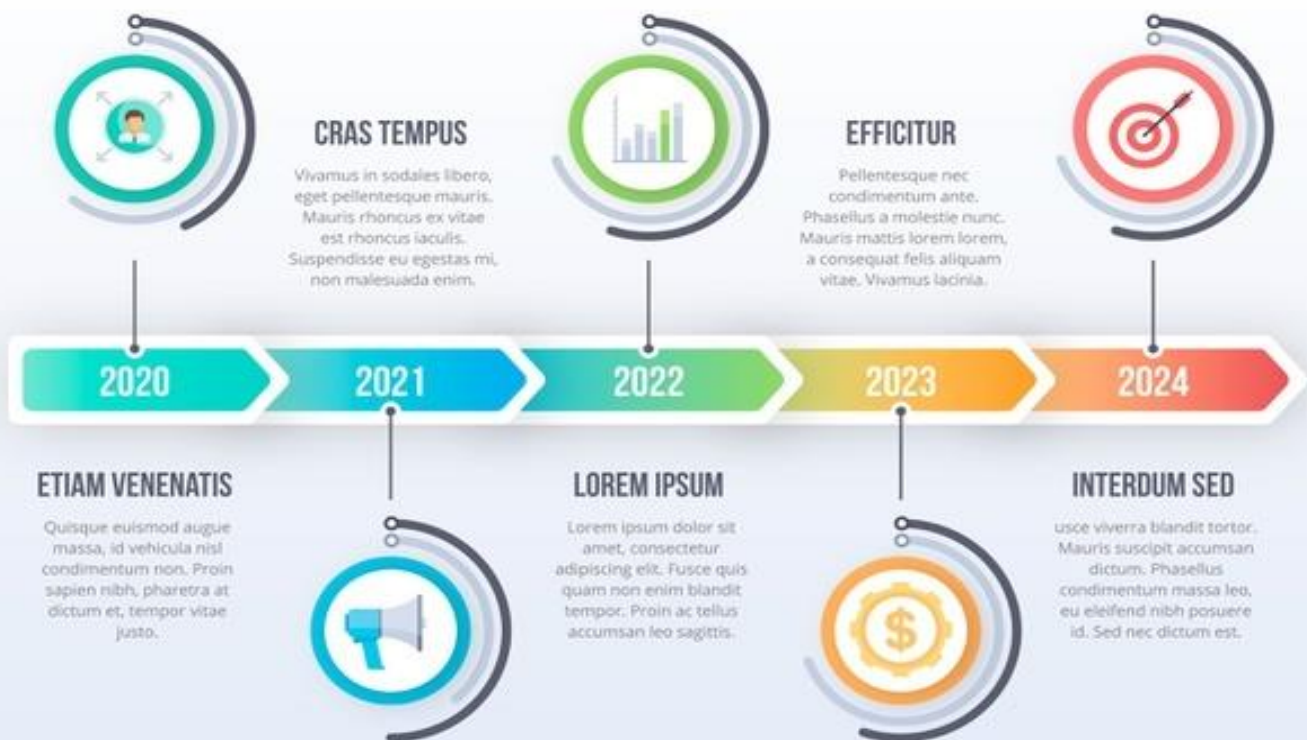 CRAS TEMPUS
Vivamus in sodales libero,
eget pellentesque mauris.
Mauris rhoncus ex vitae
est rhoncus iaculis.
Suspendisse eu egestas mi,
non malesuada enim.
EFFICITUR
Pellentesque nec
condimentum ante.
Phasellus a molestie nunc.
Mauris mattis lorem lorem,
a consequat felis aliquam
vitae. Vivamus lacinia.
2020
2021
2022
2023
2024
ETIAM VENENATIS
Quisque euismod augue
massa, id vehicula nisl
condimentum non. Proin
sapien nibh, pharetra at
dictum et, tempor vitae
justo.
LOREM IPSUM
Lorem ipsum dolor sit
amet, consectetur
adipiscing elit. Fusce quis
quam non enim blandit
tempor. Proin ac tellus
accumsan leo sagittis.
INTERDUM SED
usce viverra blandit tortor.
Mauris suscipit accumsan
dictum. Phasellus
condimentum massa leo,
eu eleifend nibh posuere
id. Sed nec dictum est.
$